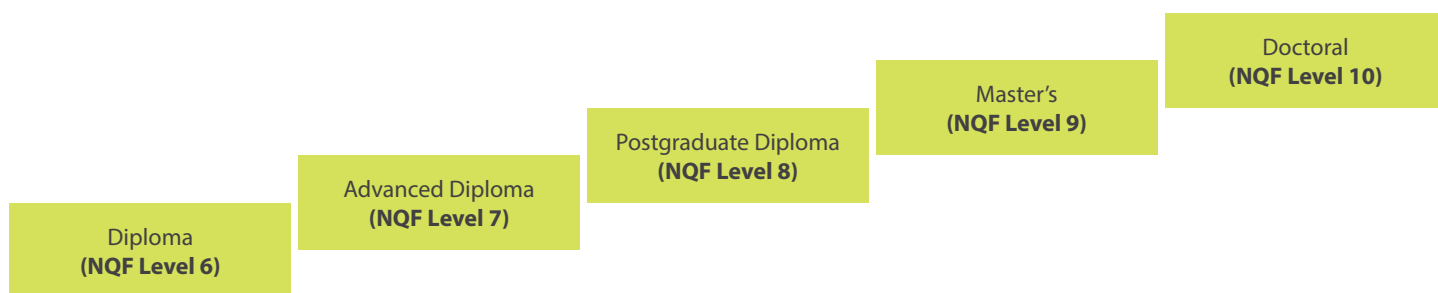 Diploma
(NQF Level 6)
Advanced Diploma
(NQF Level 7)
Postgraduate Diploma
(NQF Level 8)
Master’s
(NQF Level 9)
Doctoral
(NQF Level 10)